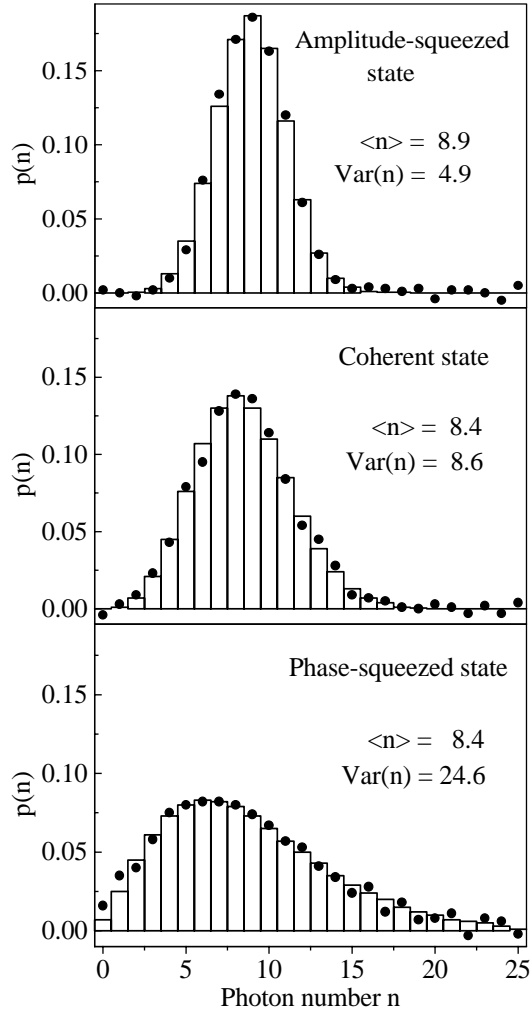 0.15
0.10
0.05
0.00
p(n)
Amplitude-squeezed
state
<n> = 8.9
Var(n) = 4.9
0.15
0.10
0.05
0.00
p(n)
Coherent state
<n> = 8.4
Var(n) = 8.6
0.15
0.10
0.05
0.00
p(n)
Phase-squeezed state
<n> = 8.4
Var(n) = 24.6
0 5 10 15 20 25
Photon number n